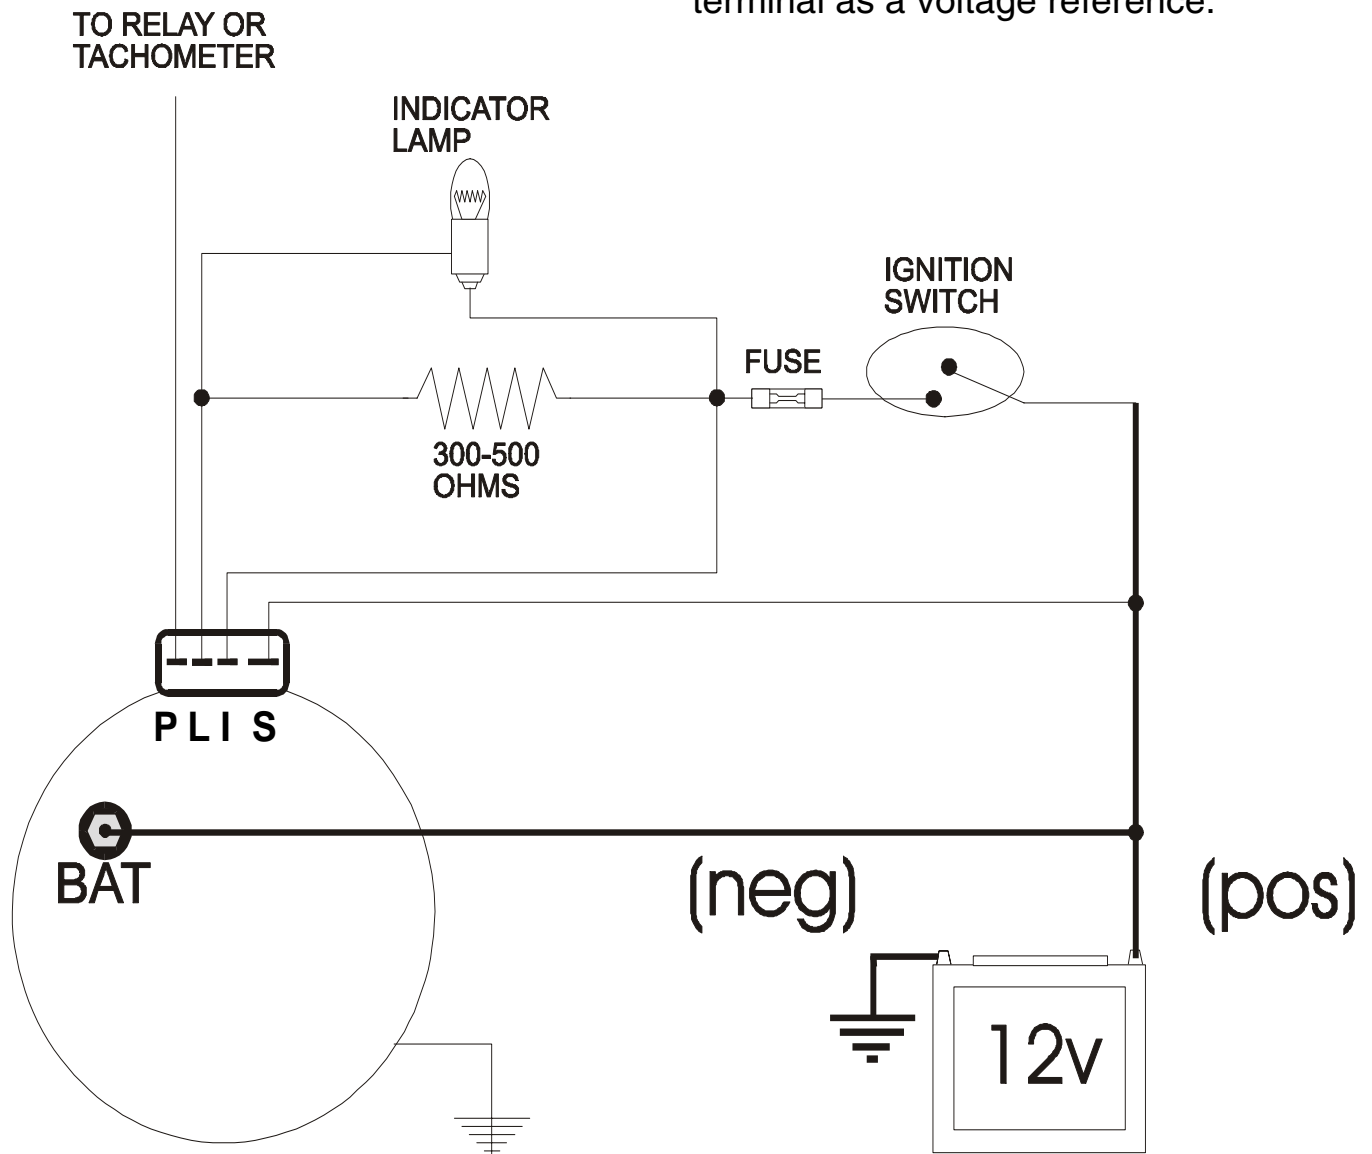 terminal as a voltage reference.
TO RELAY OR
TACHOMETER
INDICATOR
LAMP
IGNITION
SWITCH
FUSE
300-500
OHMS
P L I S
BAT
(neg)
(pos)
12v